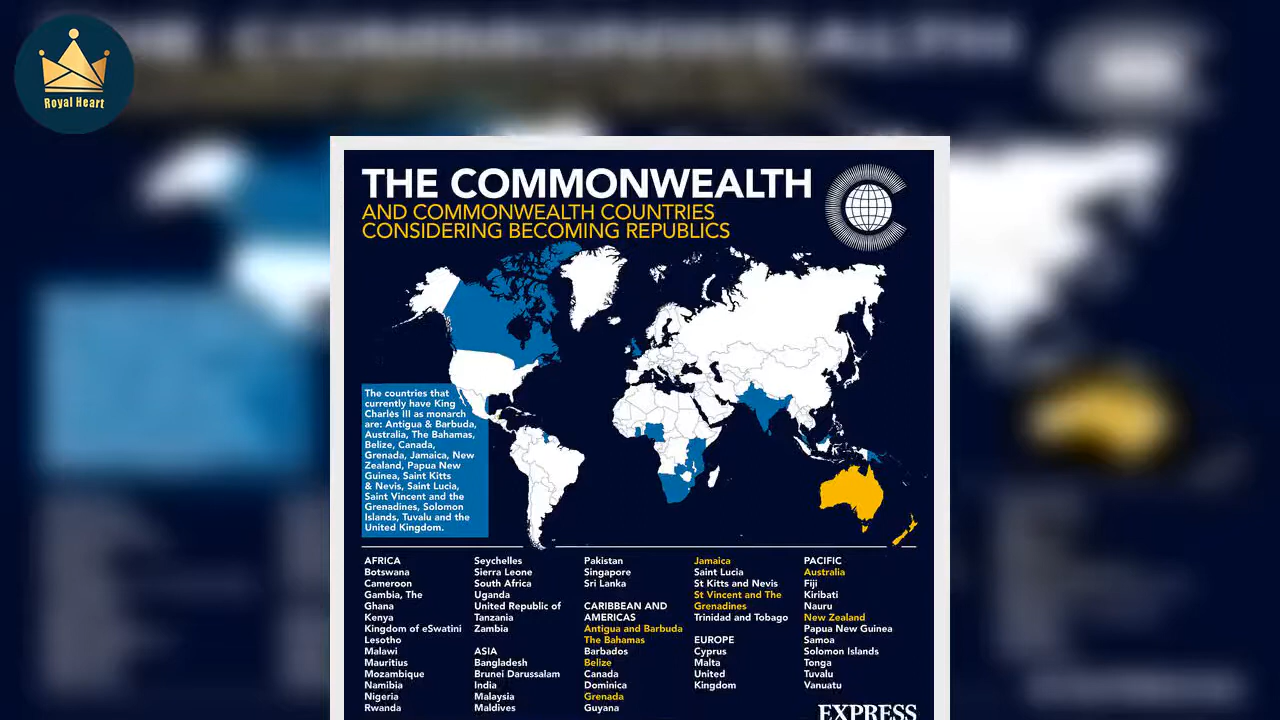 Royal Heart
THE COMMONWEALTH
AND COMMONWEALTH COUNTRIES
CONSIDERING BECOMING REPUBLICS
The countries that
currently have King
Charles III as monarch
are: Antigua & Barbuda,
Australia, The Bahamas,
Belize, Canada,
Grenada, Jamaica, New
Zealand, Papua New
Guinea, Saint Kitts
& Nevis, Saint Lucia,
Saint Vincent and the
Grenadines, Solomon
Islands, Tuvalu and the
United Kingdom.
AFRICA
Botswana
Cameroon
Gambia, The
Ghana
Kenya
Kingdom of eSwatini
Lesotho
Malawi
Mauritius
Mozambique
Namibia
Nigeria
Rwanda
Seychelles
Sierra Leone
South Africa
Uganda
United Republic of
Tanzania
Zambia
ASIA
Bangladesh
Brunei Darussalam
India
Malaysia
Maldives
Pakistan
Singapore
Sri Lanka
CARIBBEAN AND
AMERICAS
Antigua and Barbuda
The Bahamas
Barbados
Belize
Canada
Dominica
Grenada
Guyana
Jamaica
Saint Lucia
St Kitts and Nevis
St Vincent and The
Grenadines
Trinidad and Tobago
EUROPE
Cyprus
Malta
United
Kingdom
PACIFIC
Australia
Fiji
Kiribati
Nauru
New Zealand
Papua New Guinea
Samoa
Solomon Islands
Tonga
Tuvalu
Vanuatu
EXPRESS